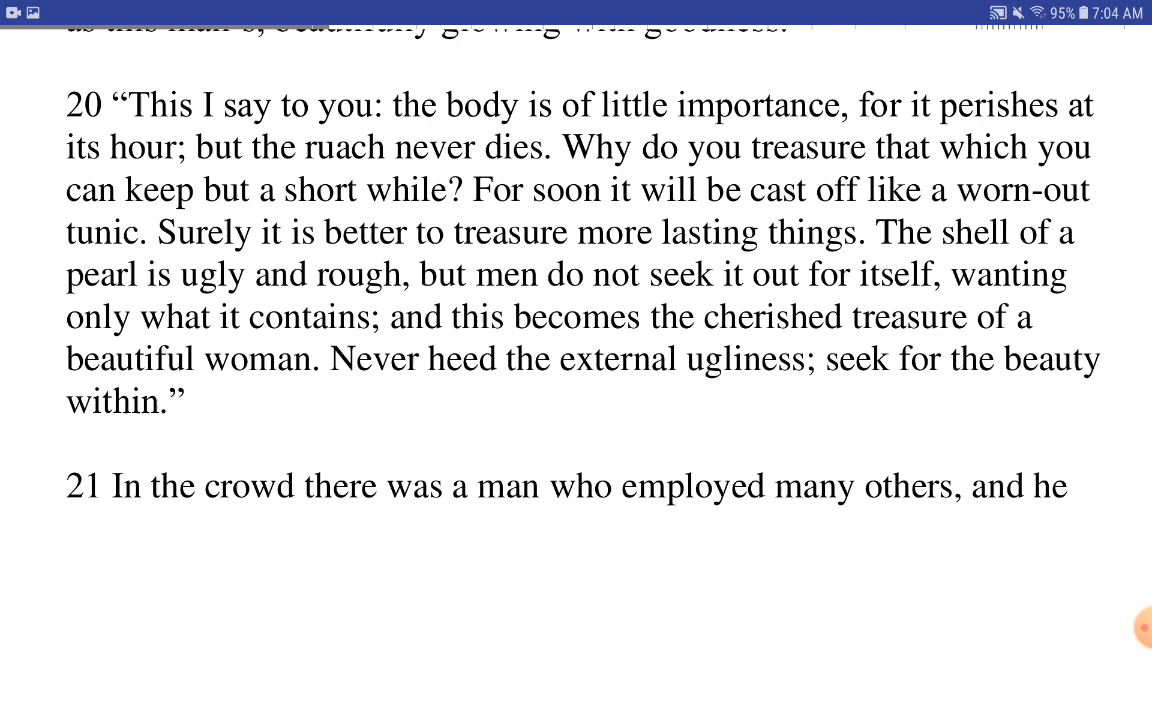 95% 7:04 AM
20 “This I say to you: the body is of little importance, for it perishes at
its hour; but the ruach never dies. Why do you treasure that which you
can keep but a short while? For soon it will be cast off like a worn-out
tunic. Surely it is better to treasure more lasting things. The shell of a
pearl is ugly and rough, but men do not seek it out for itself, wanting
only what it contains; and this becomes the cherished treasure of a
beautiful woman. Never heed the external ugliness; seek for the beauty
within.”
21 In the crowd there was a man who employed many others, and he